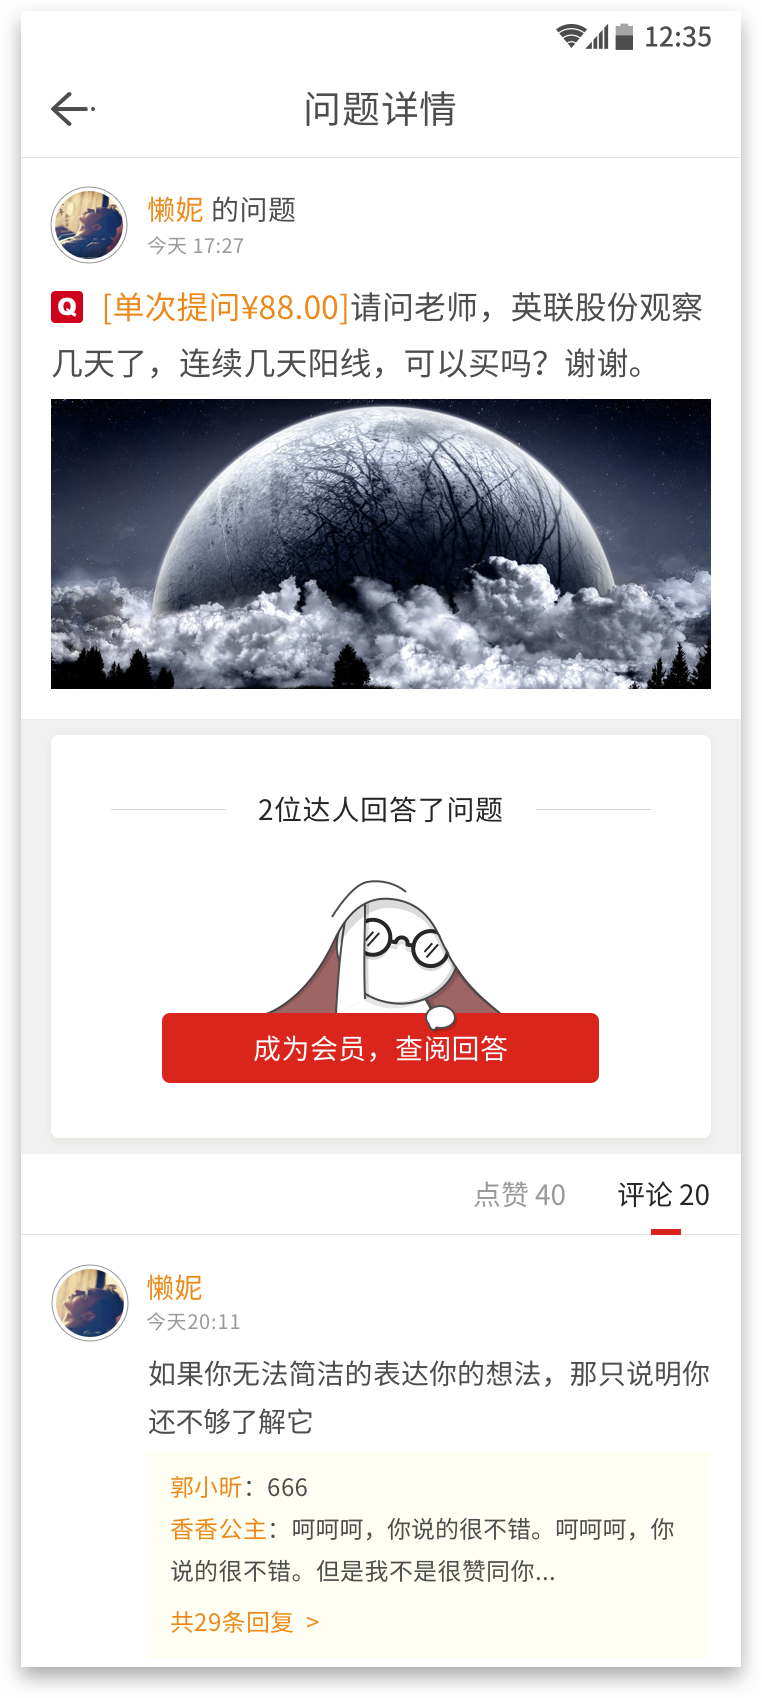 12:35
问题详情
懒妮 的问题
今天 17:27
Q [单次提问¥88.00]请问老师，英联股份观察
几天了，连续几天阳线，可以买吗？谢谢。
2位达人回答了问题
成为会员，查阅回答
点赞 40 评论 20
懒妮
今天20:11
如果你无法简洁的表达你的想法，那只说明你
还不够了解它
郭小昕：666
香香公主：呵呵呵，你说的很不错。呵呵呵，你
说的很不错。但是我不是很赞同你...
共29条回复 >